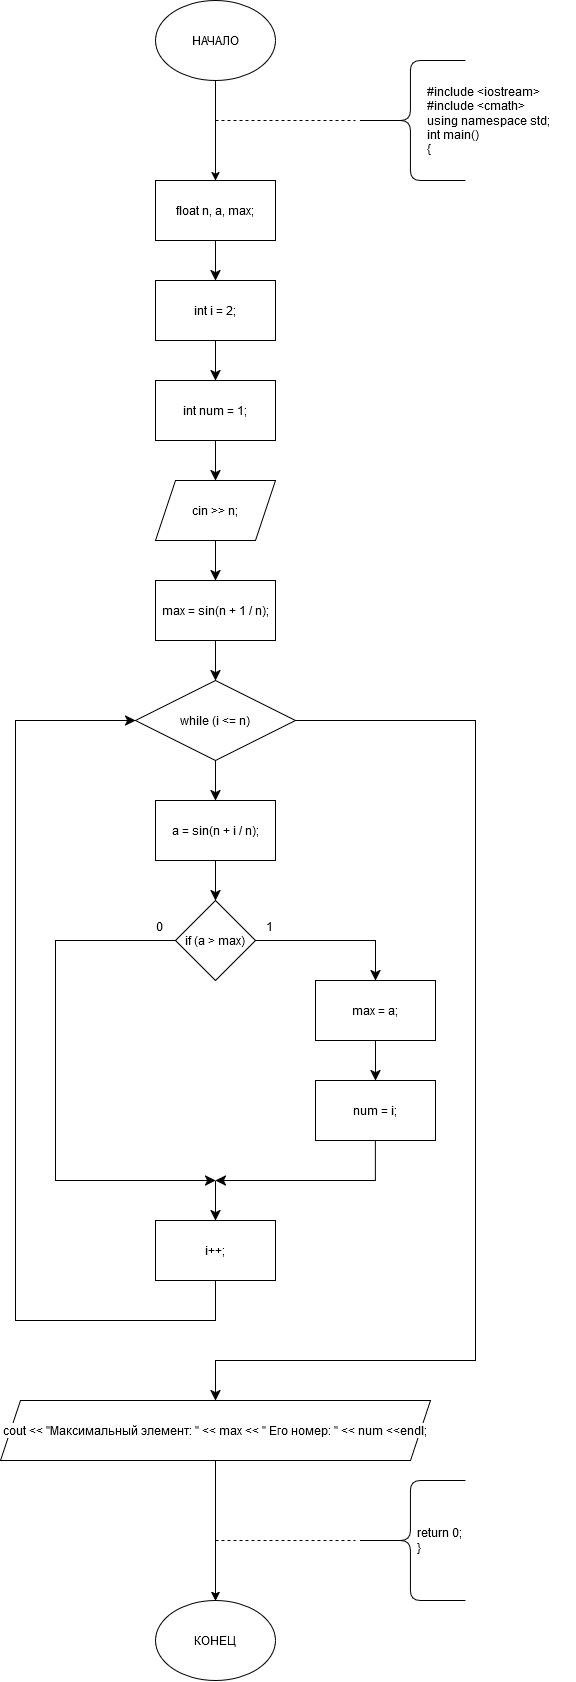 НАЧАЛО
#include <iostream>
#include <cmath>
using namespace std;
int main()
{
float n, a, max;
int i = 2;
int num = 1;
cin >> n;
max = sin(n + 1 / n);
while (i <= n)
a = sin(n + i / n);
0
1
if (a > max)
max = a;
num = i;
i++;
cout << "Максимальный элемент: " << max << " Его номер: " << num <<endl;
return 0;
}
КОНЕЦ